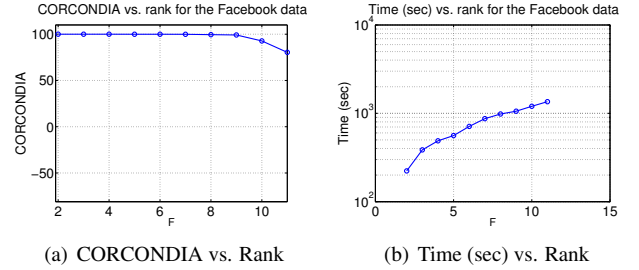 CORCONDIA vs. rank for the Facebook data
100
50
0
−50
CORCONDIA
2
4
6
8
10
F
(a) CORCONDIA vs. Rank
Time (sec) vs. rank for the Facebook data
10^4
10^3
10^2
Time (sec)
0
5
10
15
F
(b) Time (sec) vs. Rank